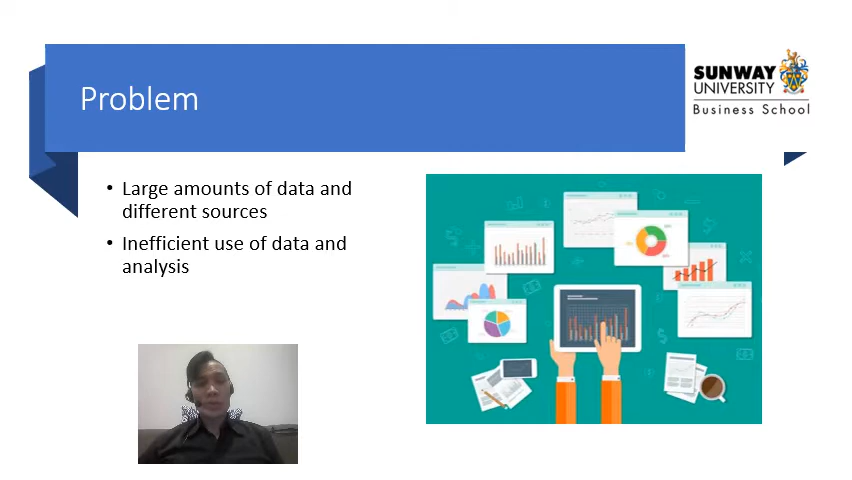 Problem
SUNWAY
UNIVERSITY
Business School
• Large amounts of data and
different sources
• Inefficient use of data and
analysis